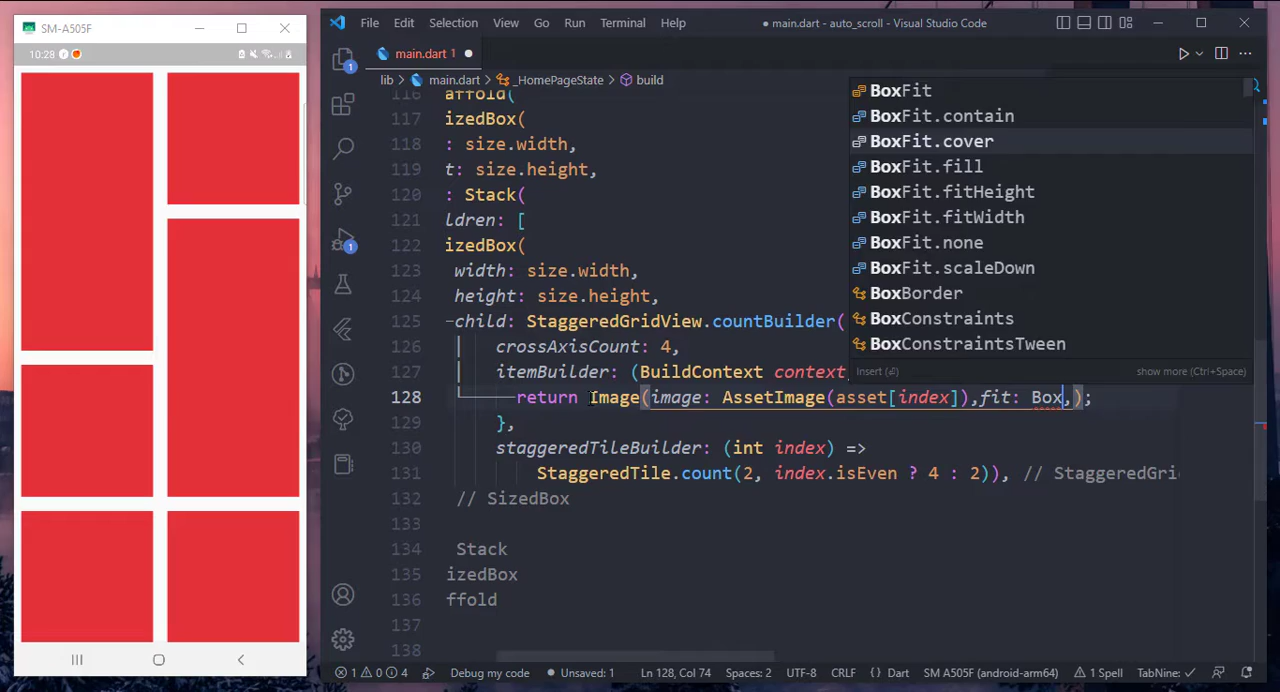 SM-A505F
10:28
File Edit Selection View Go Run Terminal Help
● main.dart - auto_scroll - Visual Studio Code
main.dart 1 ●
lib > main.dart > _HomePageState > build
116 affold(
117 izedBox(
118 : size.width,
119 t: size.height,
120 : Stack(
121 ldren: [
122 izedBox(
123 width: size.width,
124 height: size.height,
125 child: StaggeredGridView.countBuilder(
126 crossAxisCount: 4,
127 itemBuilder: (BuildContext context,
128 return Image(image: AssetImage(asset[index]),fit: Box,);
129 },
130 staggeredTileBuilder: (int index) =>
131 StaggeredTile.count(2, index.isEven ? 4 : 2)), // StaggeredGri
132 // SizedBox
133
134 Stack
135 izedBox
136 ffold
137
138
BoxFit
BoxFit.contain
BoxFit.cover
BoxFit.fill
BoxFit.fitHeight
BoxFit.fitWidth
BoxFit.none
BoxFit.scaleDown
BoxBorder
BoxConstraints
BoxConstraintsTween
Insert (⏎) show more (Ctrl+Space)
1
1
1 0 4 Debug my code Unsaved: 1 Ln 128, Col 74 Spaces: 2 UTF-8 CRLF { } Dart SM A505F (android-arm64) 1 Spell TabNine: ✓